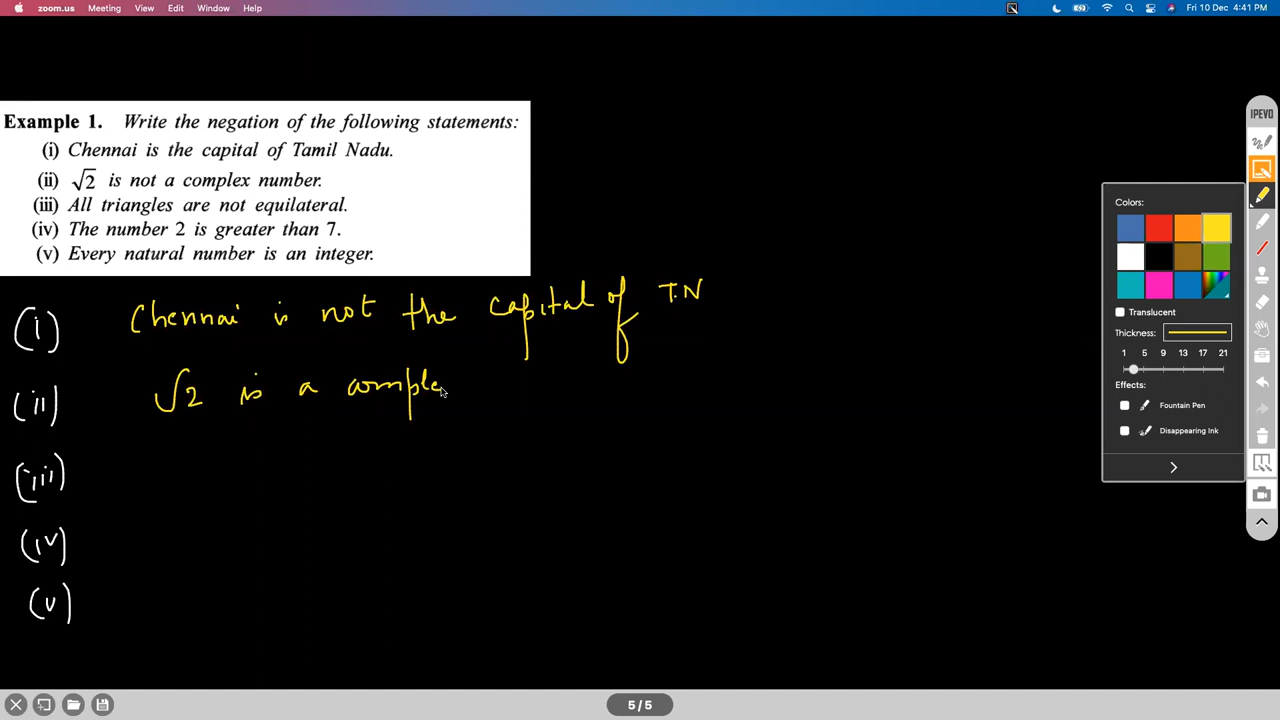 zoom.us Meeting View Edit Window Help Fri 10 Dec 4:41 PM
Example 1. Write the negation of the following statements:
(i) Chennai is the capital of Tamil Nadu.
(ii) √2 is not a complex number.
(iii) All triangles are not equilateral.
(iv) The number 2 is greater than 7.
(v) Every natural number is an integer.
(i) Chennai is not the capital of T.N
(ii) √2 is a comple
(iii)
(iv)
(v)
IPEVO
Colors:
Translucent
Thickness:
1 5 9 13 17 21
Effects:
Fountain Pen
Disappearing Ink
5/5